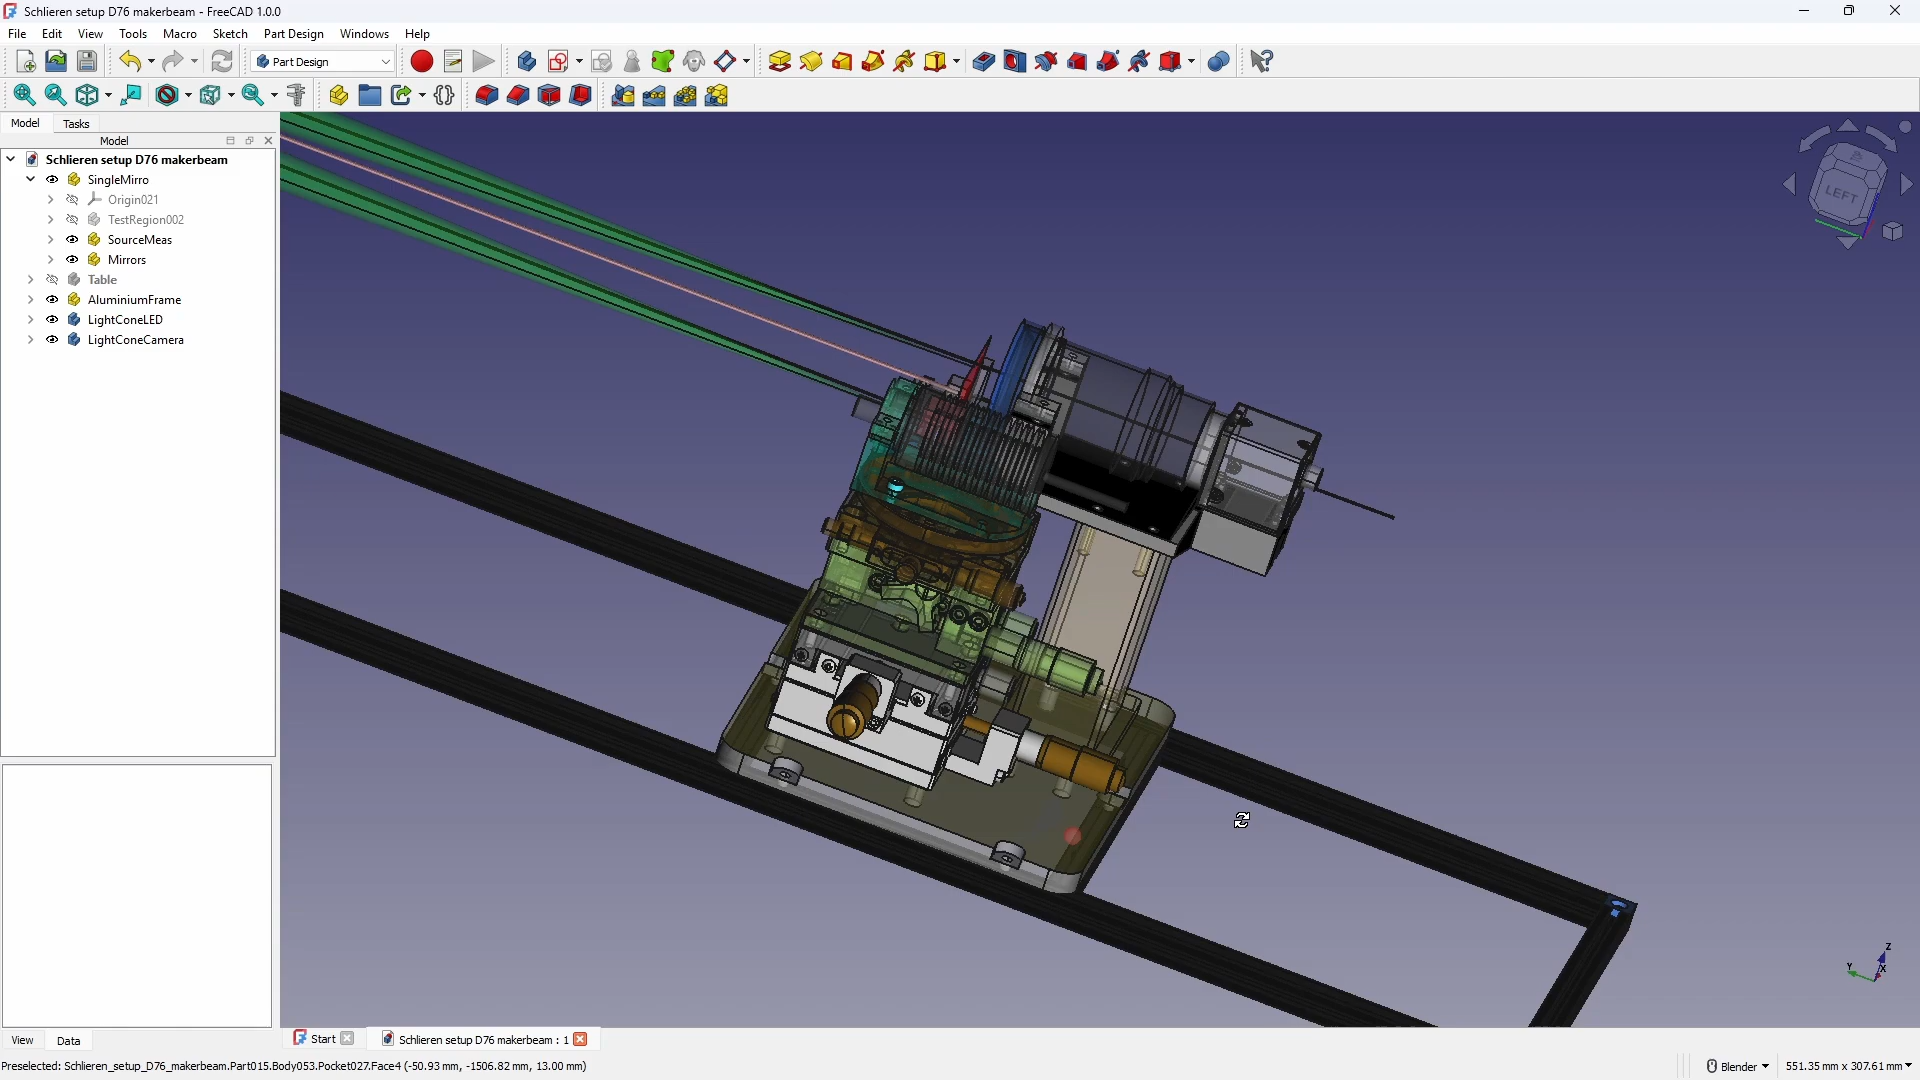 Schlieren setup D76 makerbeam - FreeCAD 1.0.0
File Edit View Tools Macro Sketch Part Design Windows Help
Part Design
Model Tasks
Model
Schlieren setup D76 makerbeam
SingleMirro
Origin021
TestRegion002
SourceMeas
Mirrors
Table
AluminiumFrame
LightConeLED
LightConeCamera
LEFT
Z
Y
X
View Data
Start Schlieren setup D76 makerbeam : 1
Preselected: Schlieren_setup_D76_makerbeam.Part015.Body053.Pocket027.Face4 (-50.93 mm, -1506.82 mm, 13.00 mm)
Blender 551.35 mm x 307.61 mm